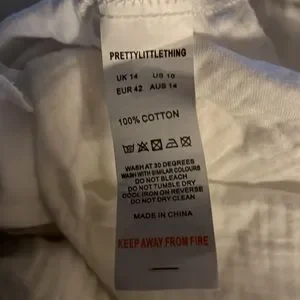 PRETTYLITTLETHING
UK 14 US 10
EUR 42 AUS 14
100% COTTON
WASH AT 30 DEGREES
WASH WITH SIMILAR COLOURS
DO NOT BLEACH
DO NOT TUMBLE DRY
COOL IRON ON REVERSE
DO NOT DRY CLEAN
MADE IN CHINA
KEEP AWAY FROM FIRE